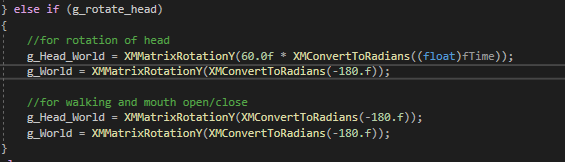 } else if (g_rotate_head)
{
//for rotation of head
g_Head_World = XMMatrixRotationY(60.0f * XMConvertToRadians((float)fTime));
g_World = XMMatrixRotationY(XMConvertToRadians(-180.f));
//for walking and mouth open/close
g_Head_World = XMMatrixRotationY(XMConvertToRadians(-180.f));
g_World = XMMatrixRotationY(XMConvertToRadians(-180.f));
}